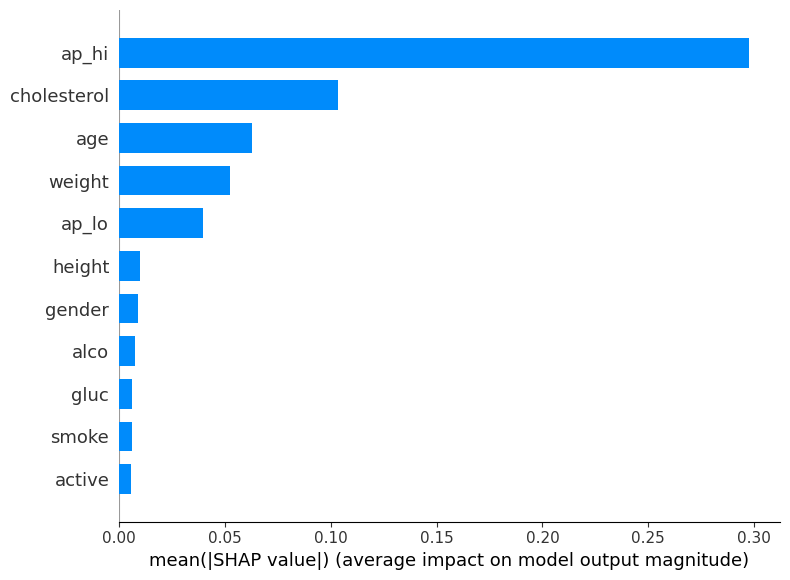 ap_hi
cholesterol
age
weight
ap_lo
height
gender
alco
gluc
smoke
active
0.00 0.05 0.10 0.15 0.20 0.25 0.30
mean(|SHAP value|) (average impact on model output magnitude)